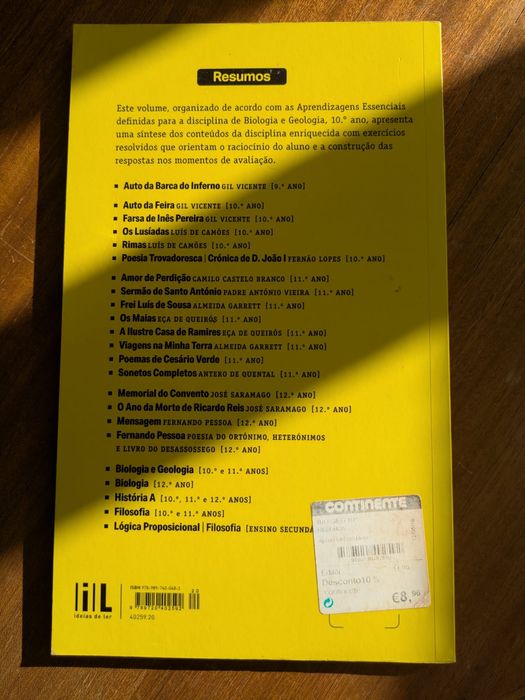 Resumos
Este volume, organizado de acordo com as Aprendizagens Essenciais
definidas para a disciplina de Biologia e Geologia, 10.º ano, apresenta
uma síntese dos conteúdos da disciplina enriquecida com exercícios
resolvidos que orientam o raciocínio do aluno e a construção das
respostas nos momentos de avaliação.
▪ Auto da Barca do Inferno GIL VICENTE [9.º ANO]
▪ Auto da Feira GIL VICENTE [10.º ANO]
▪ Farsa de Inês Pereira GIL VICENTE [10.º ANO]
▪ Os Lusíadas LUÍS DE CAMÕES [10.º ANO]
▪ Rimas LUÍS DE CAMÕES [10.º ANO]
▪ Poesia Trovadoresca | Crónica de D. João I FERNÃO LOPES [10.º ANO]
▪ Amor de Perdição CAMILO CASTELO BRANCO [11.º ANO]
▪ Sermão de Santo António PADRE ANTÓNIO VIEIRA [11.º ANO]
▪ Frei Luís de Sousa ALMEIDA GARRETT [11.º ANO]
▪ Os Maias EÇA DE QUEIRÓS [11.º ANO]
▪ A Ilustre Casa de Ramires EÇA DE QUEIRÓS [11.º ANO]
▪ Viagens na Minha Terra ALMEIDA GARRETT [11.º ANO]
▪ Poemas de Cesário Verde [11.º ANO]
▪ Sonetos Completos ANTERO DE QUENTAL [11.º ANO]
▪ Memorial do Convento JOSÉ SARAMAGO [12.º ANO]
▪ O Ano da Morte de Ricardo Reis JOSÉ SARAMAGO [12.º ANO]
▪ Mensagem FERNANDO PESSOA [12.º ANO]
▪ Fernando Pessoa POESIA DO ORTÓNIMO, HETERÓNIMOS
E LIVRO DO DESASSOSSEGO [12.º ANO]
▪ Biologia e Geologia [10.º e 11.º ANOS]
▪ Biologia [12.º ANO]
▪ História A [10.º, 11.º e 12.º ANOS]
▪ Filosofia [10.º e 11.º ANOS]
▪ Lógica Proposicional | Filosofia [ENSINO SECUNDÁ
CONTINENTE
Desconto 10 %
€8,90
ideias de ler
40259.20
20